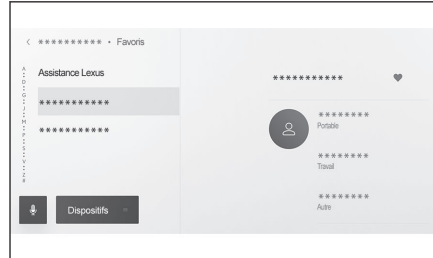 < ********** • Favoris
A
•
D
•
G
•
J
•
M
•
P
•
S
•
V
•
Z
#
Assistance Lexus
***********
***********
Dispositifs
***********
********
Portable
********
Travail
********
Autre